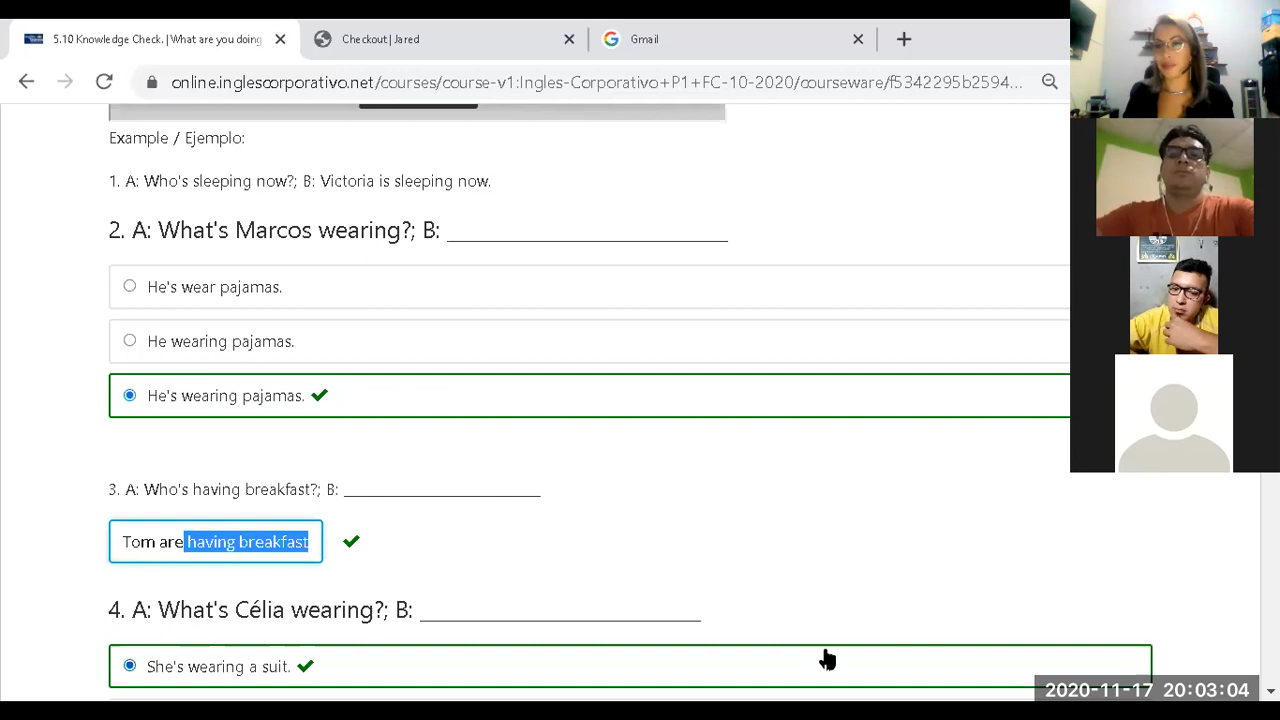 5.10 Knowledge Check. | What are you doing
Checkout | Jared
Gmail
online.inglescorporativo.net/courses/course-v1:Ingles-Corporativo+P1+FC-10-2020/courseware/f5342295b2594...
Example / Ejemplo:
1. A: Who's sleeping now?; B: Victoria is sleeping now.
2. A: What's Marcos wearing?; B: ______________________
He's wear pajamas.
He wearing pajamas.
He's wearing pajamas.
3. A: Who's having breakfast?; B: ______________________
Tom are having breakfast
4. A: What's Célia wearing?; B: ______________________
She's wearing a suit.
2020-11-17 20:03:04